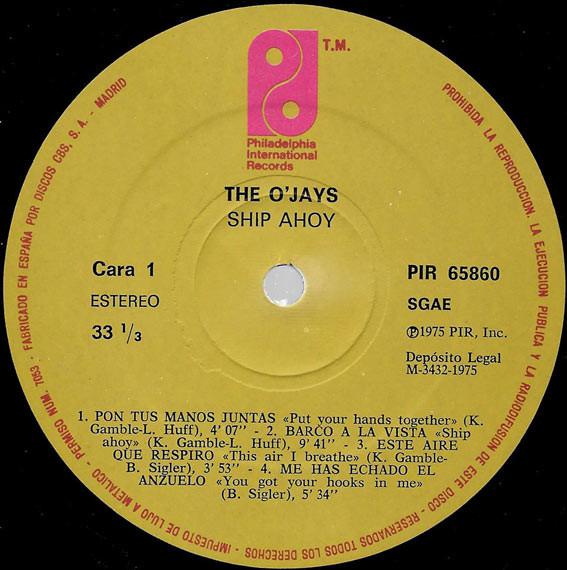 T.M.
Philadelphia
International
Records
THE O'JAYS
SHIP AHOY
Cara 1
ESTEREO
33 1/3
PIR 65860
SGAE
Ⓟ1975 PIR, Inc.
Depósito Legal
M-3432-1975
1. PON TUS MANOS JUNTAS «Put your hands together» (K.
Gamble-L. Huff), 4' 07" - 2. BARCO A LA VISTA «Ship
ahoy» (K. Gamble-L. Huff), 9' 41" - 3. ESTE AIRE
QUE RESPIRO «This air I breathe» (K. Gamble-
B. Sigler), 3' 53" - 4. ME HAS ECHADO EL
ANZUELO «You got your hooks in me»
(B. Sigler), 5' 34"
PROHIBIDA LA REPRODUCCION. LA EJECUCION PUBLICA Y LA RADIODIFUSION DE ESTE DISCO - RESERVADOS TODOS LOS DERECHOS - IMPUESTO DE LUJO A METALICO - PERMISO NUM. 7053 - FABRICADO EN ESPAÑA POR DISCOS CBS, S. A. - MADRID